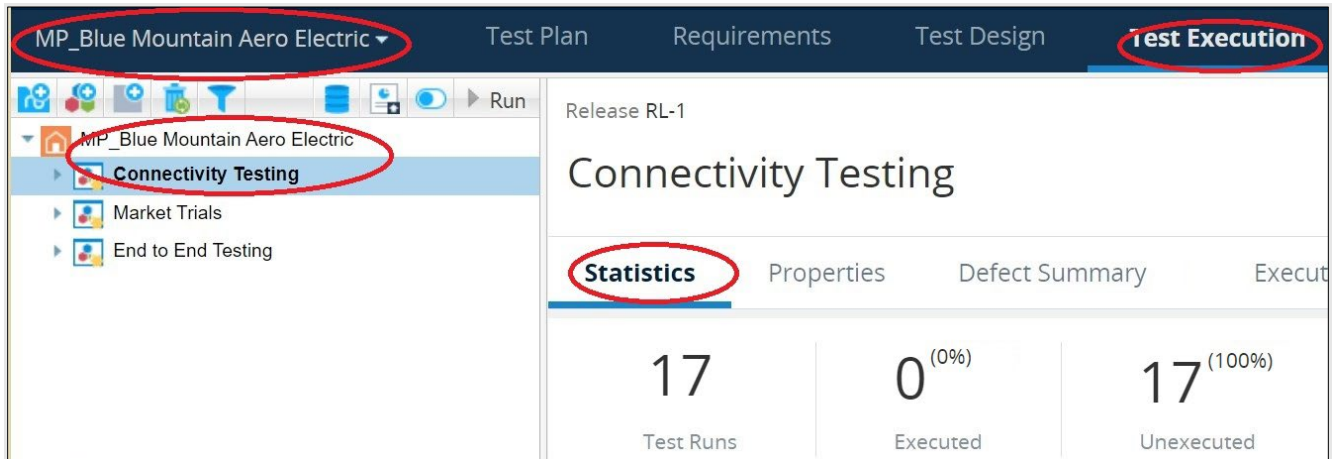 MP_Blue Mountain Aero Electric Test Plan Requirements Test Design Test Execution
Run
MP_Blue Mountain Aero Electric
Connectivity Testing
Market Trials
End to End Testing
Release RL-1
Connectivity Testing
Statistics Properties Defect Summary Execut
17 0 (0%) 17 (100%)
Test Runs Executed Unexecuted